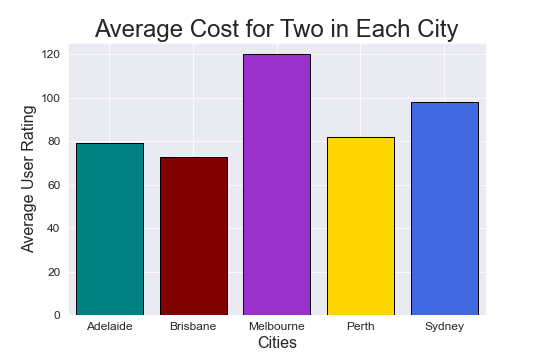 Average Cost for Two in Each City
Average User Rating
120
100
80
60
40
20
0
Adelaide Brisbane Melbourne Perth Sydney
Cities